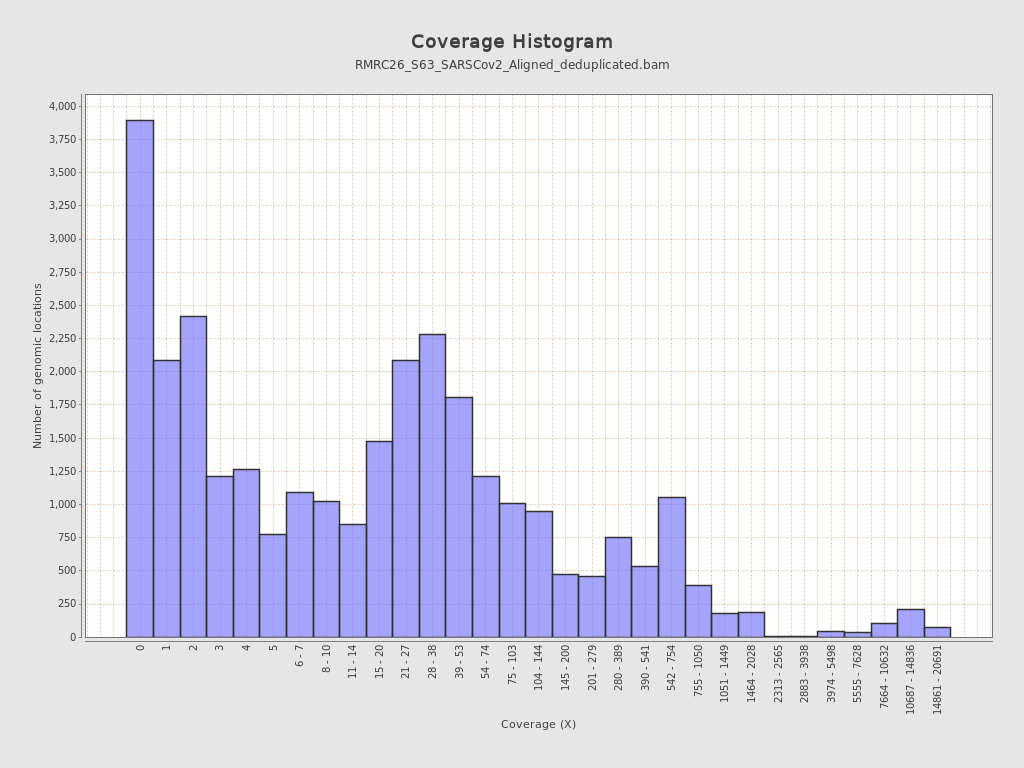 Coverage Histogram
RMRC26_S63_SARSCov2_Aligned_deduplicated.bam
Number of genomic locations
4,000
3,750
3,500
3,250
3,000
2,750
2,500
2,250
2,000
1,750
1,500
1,250
1,000
750
500
250
0
0
1
2
3
4
5
6 - 7
8 - 10
11 - 14
15 - 20
21 - 27
28 - 38
39 - 53
54 - 74
75 - 103
104 - 144
145 - 200
201 - 279
280 - 389
390 - 541
542 - 754
755 - 1050
1051 - 1449
1464 - 2028
2313 - 2565
2883 - 3938
3974 - 5498
5555 - 7628
7664 - 10632
10687 - 14836
14861 - 20691
Coverage (X)